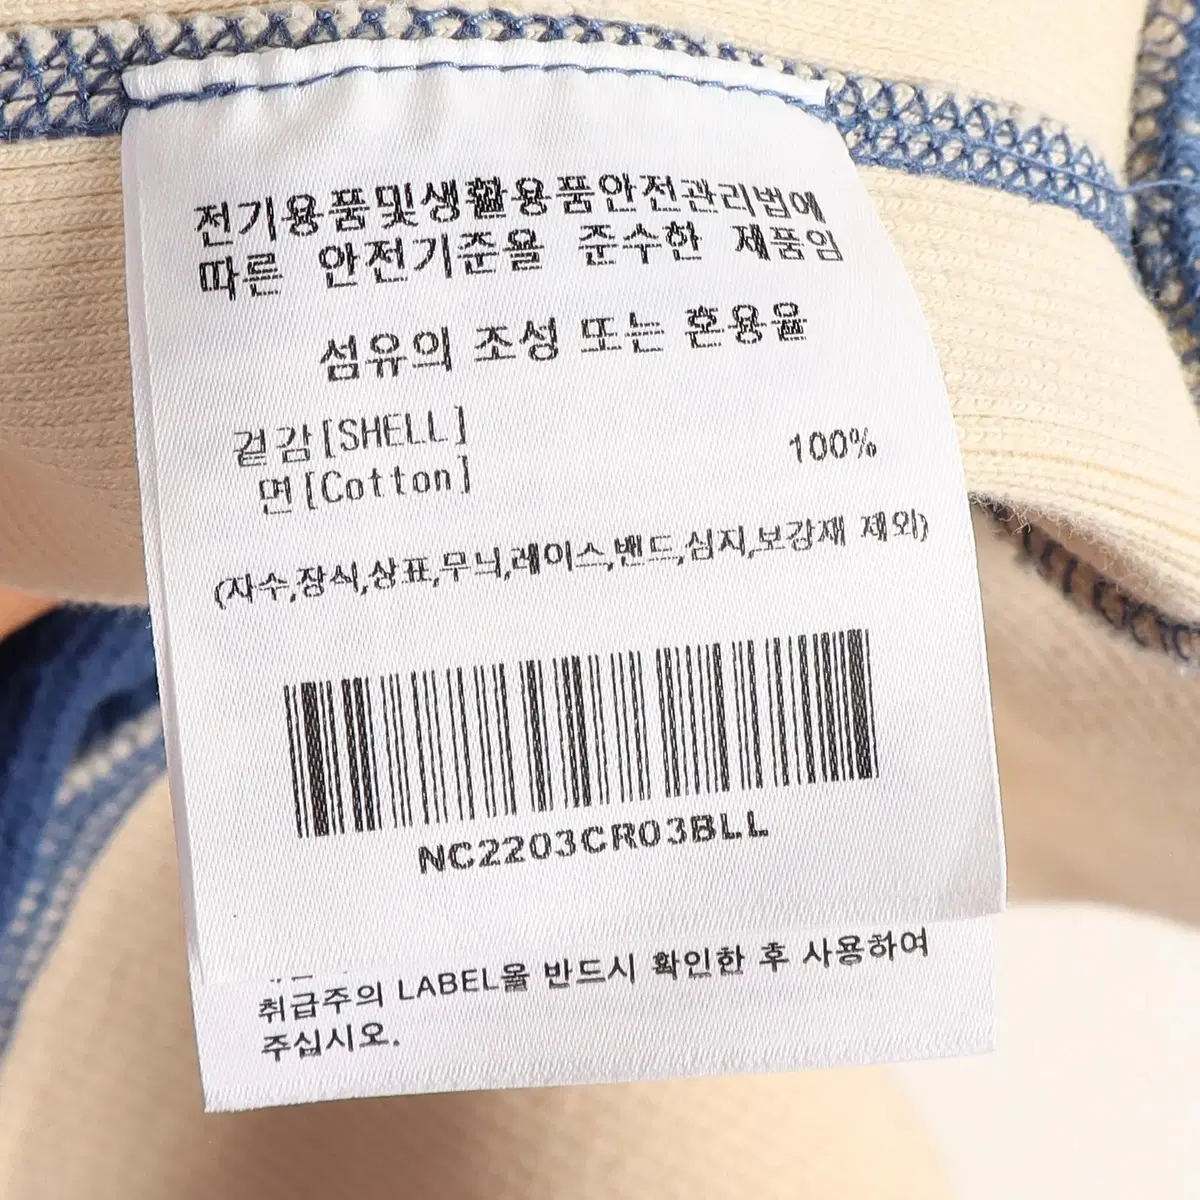 전기용품및생활용품안전관리법에
따른 안전기준을 준수한 제품임
섬유의 조성 또는 혼용율
겉감[SHELL]
면[Cotton] 100%
(자수,장식,상표,무늬,레이스,밴드,심지,보강재 제외)
NC2203CR03BLL
취급주의 LABEL을 반드시 확인한 후 사용하여
주십시오.